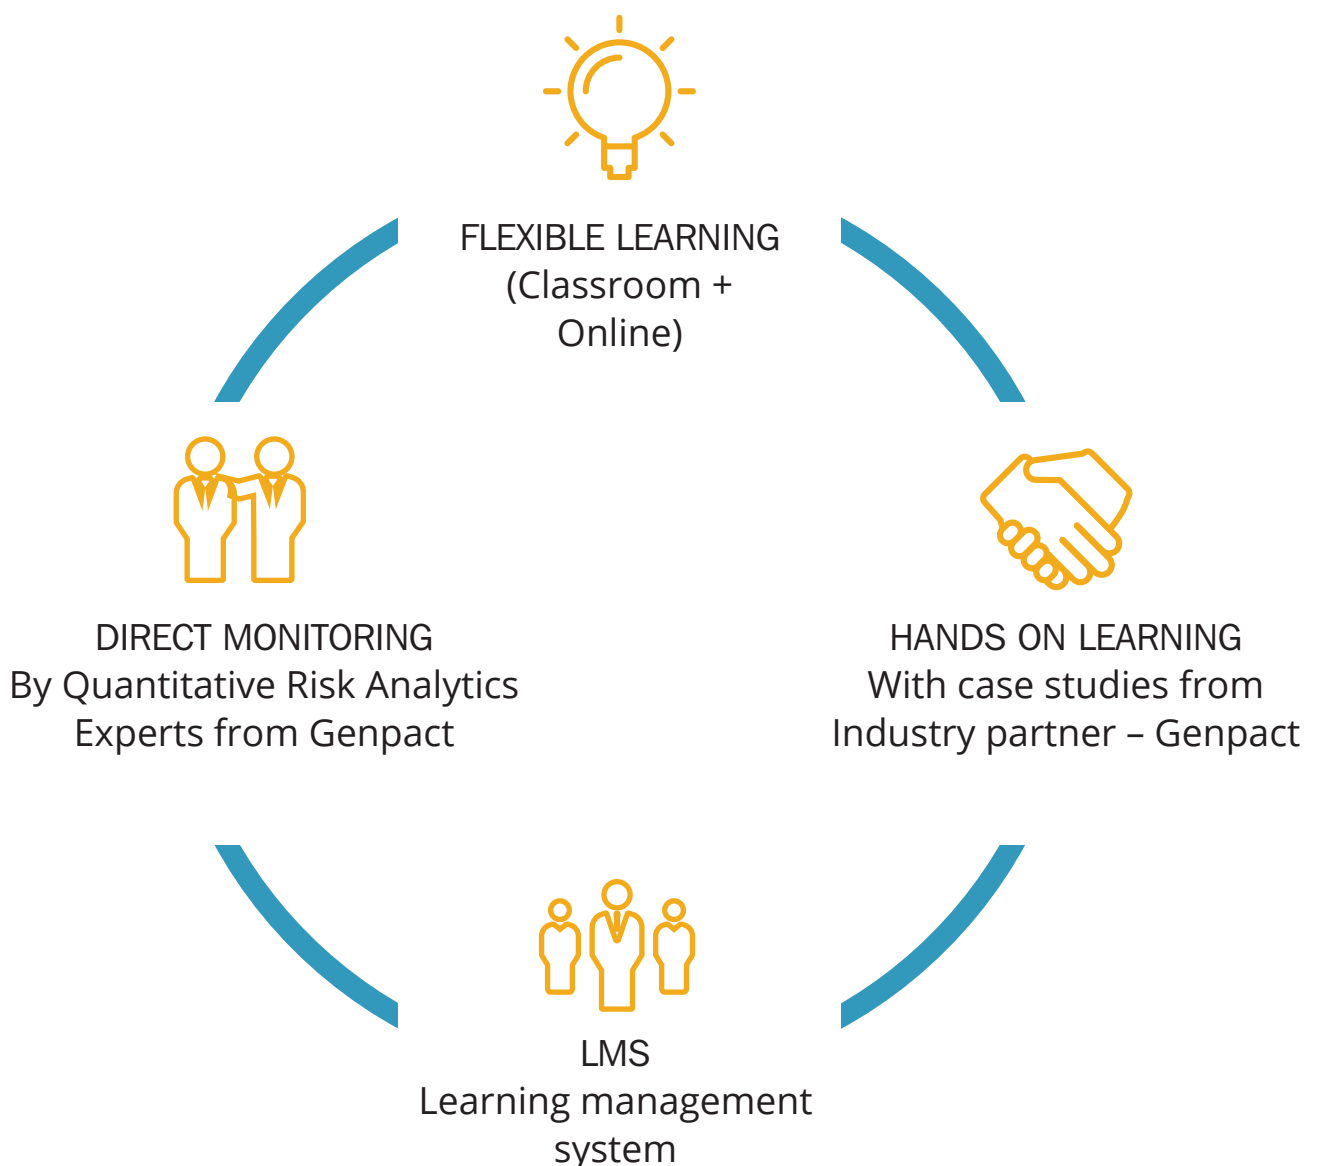 FLEXIBLE LEARNING
(Classroom +
Online)
DIRECT MONITORING
By Quantitative Risk Analytics
Experts from Genpact
HANDS ON LEARNING
With case studies from
Industry partner – Genpact
LMS
Learning management
system